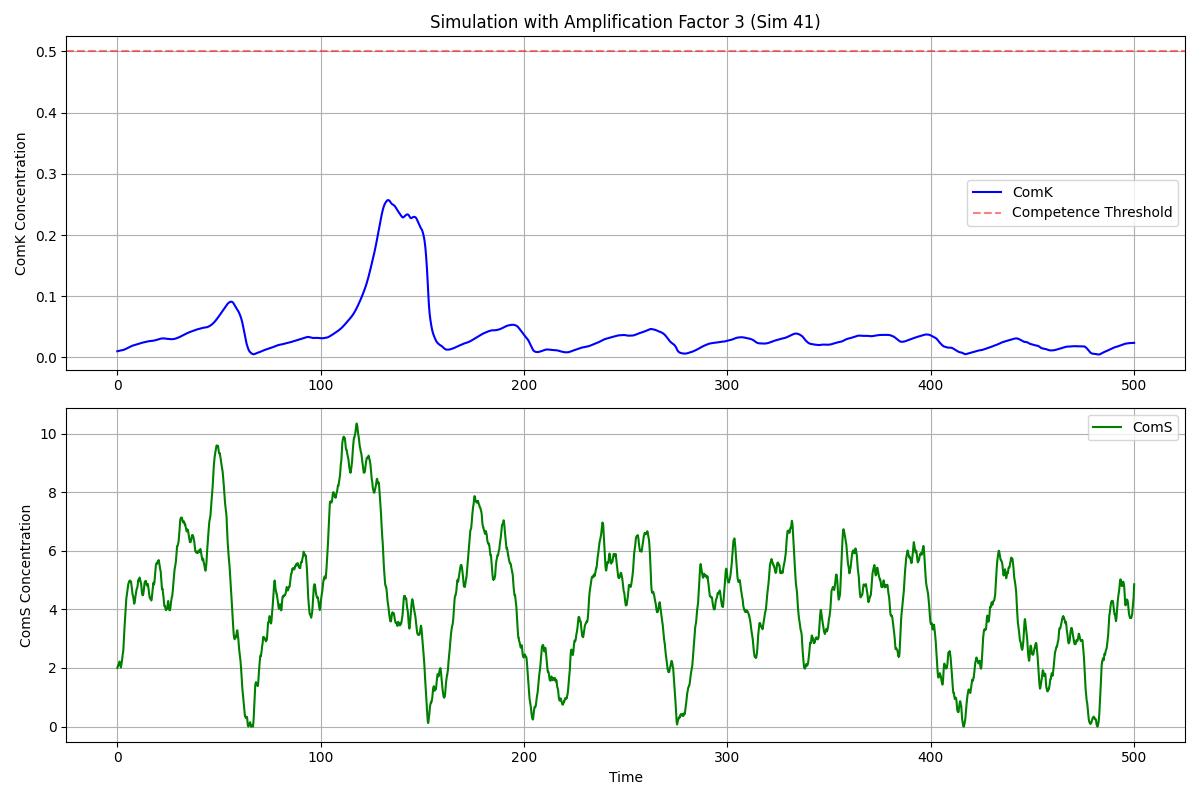 Simulation with Amplification Factor 3 (Sim 41)
ComK Concentration
0.5
0.4
0.3
0.2
0.1
0.0
ComK
Competence Threshold
0 100 200 300 400 500
ComS Concentration
10
8
6
4
2
0
ComS
0 100 200 300 400 500
Time